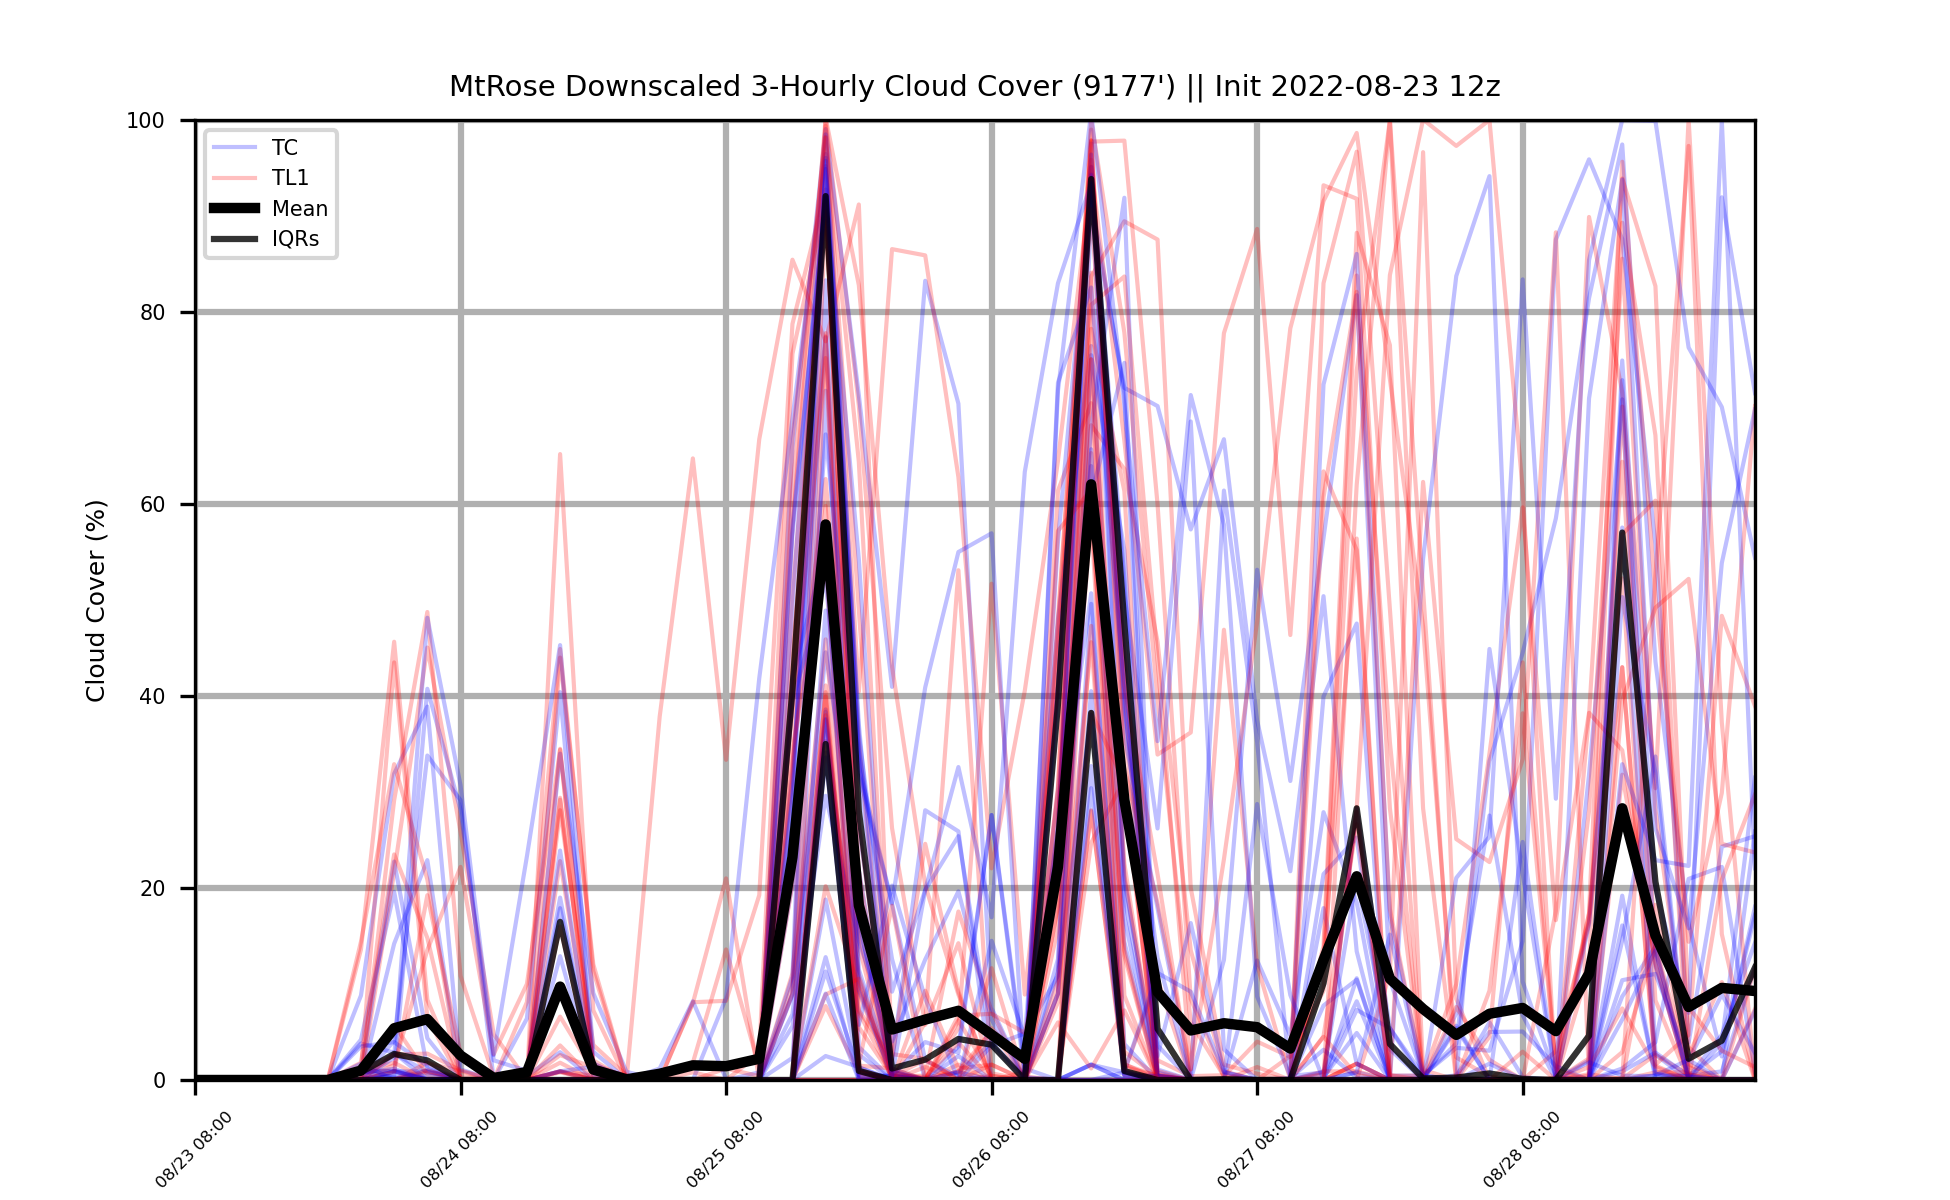 MtRose Downscaled 3-Hourly Cloud Cover (9177') || Init 2022-08-23 12z
TC
TL1
Mean
IQRs
Cloud Cover (%)
100
80
60
40
20
0
08/23 08:00
08/24 08:00
08/25 08:00
08/26 08:00
08/27 08:00
08/28 08:00